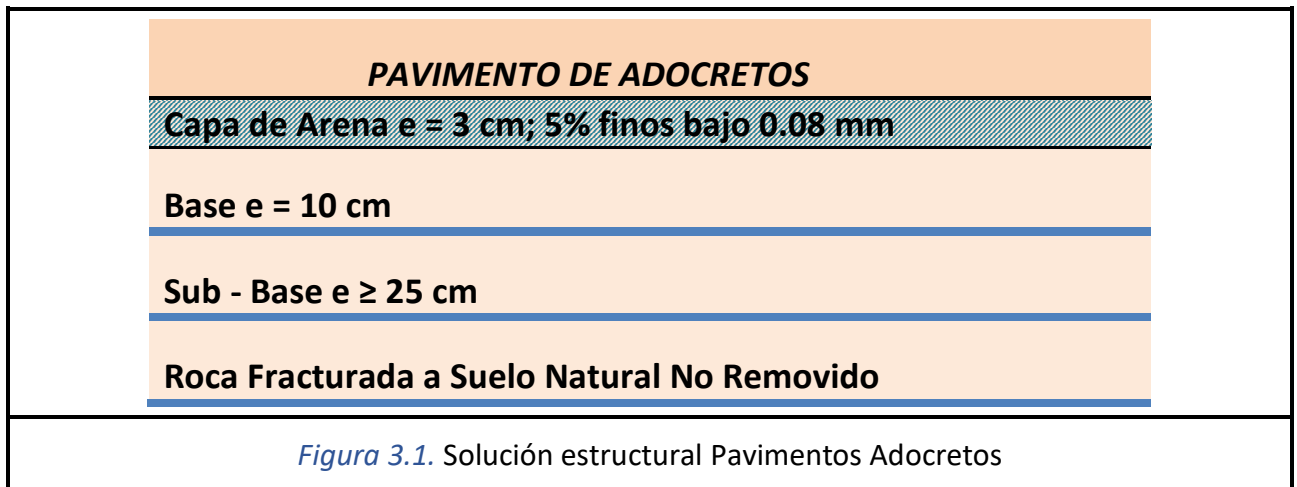 PAVIMENTO DE ADOCRETOS
Capa de Arena e = 3 cm; 5% finos bajo 0.08 mm
Base e = 10 cm
Sub - Base e ≥ 25 cm
Roca Fracturada a Suelo Natural No Removido
Figura 3.1. Solución estructural Pavimentos Adocretos